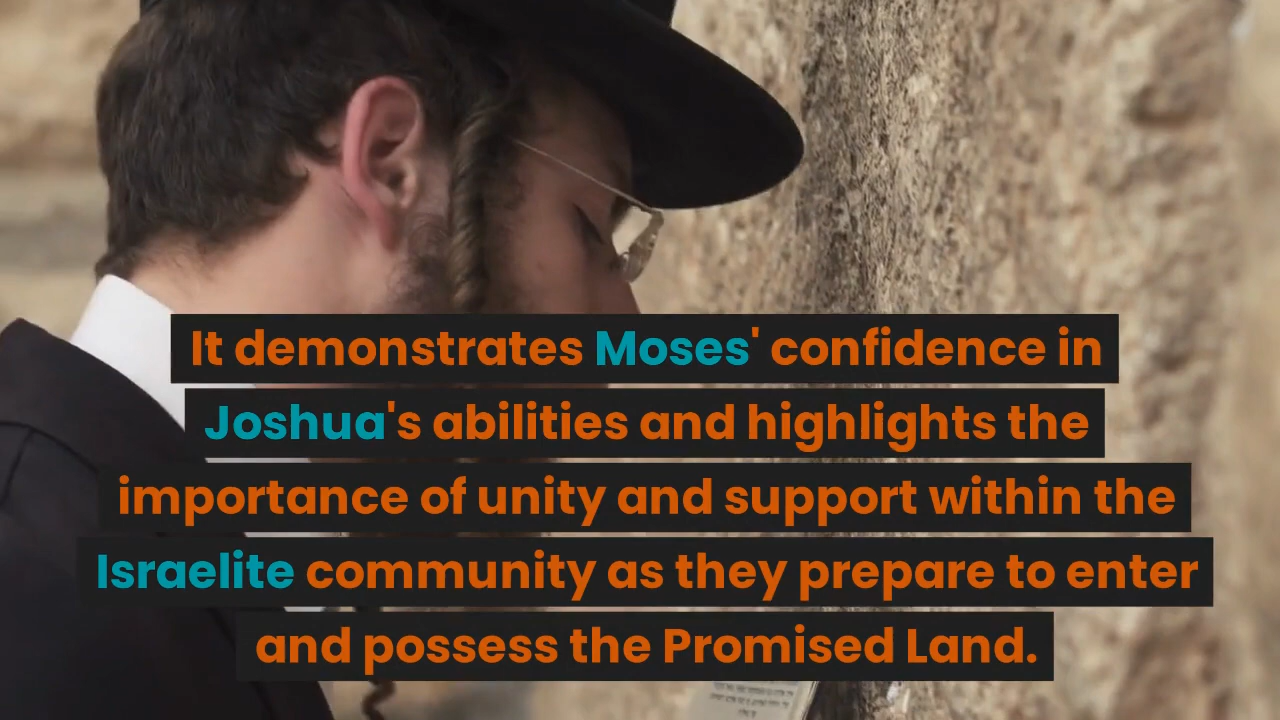 It demonstrates Moses' confidence in
Joshua's abilities and highlights the
importance of unity and support within the
Israelite community as they prepare to enter
and possess the Promised Land.